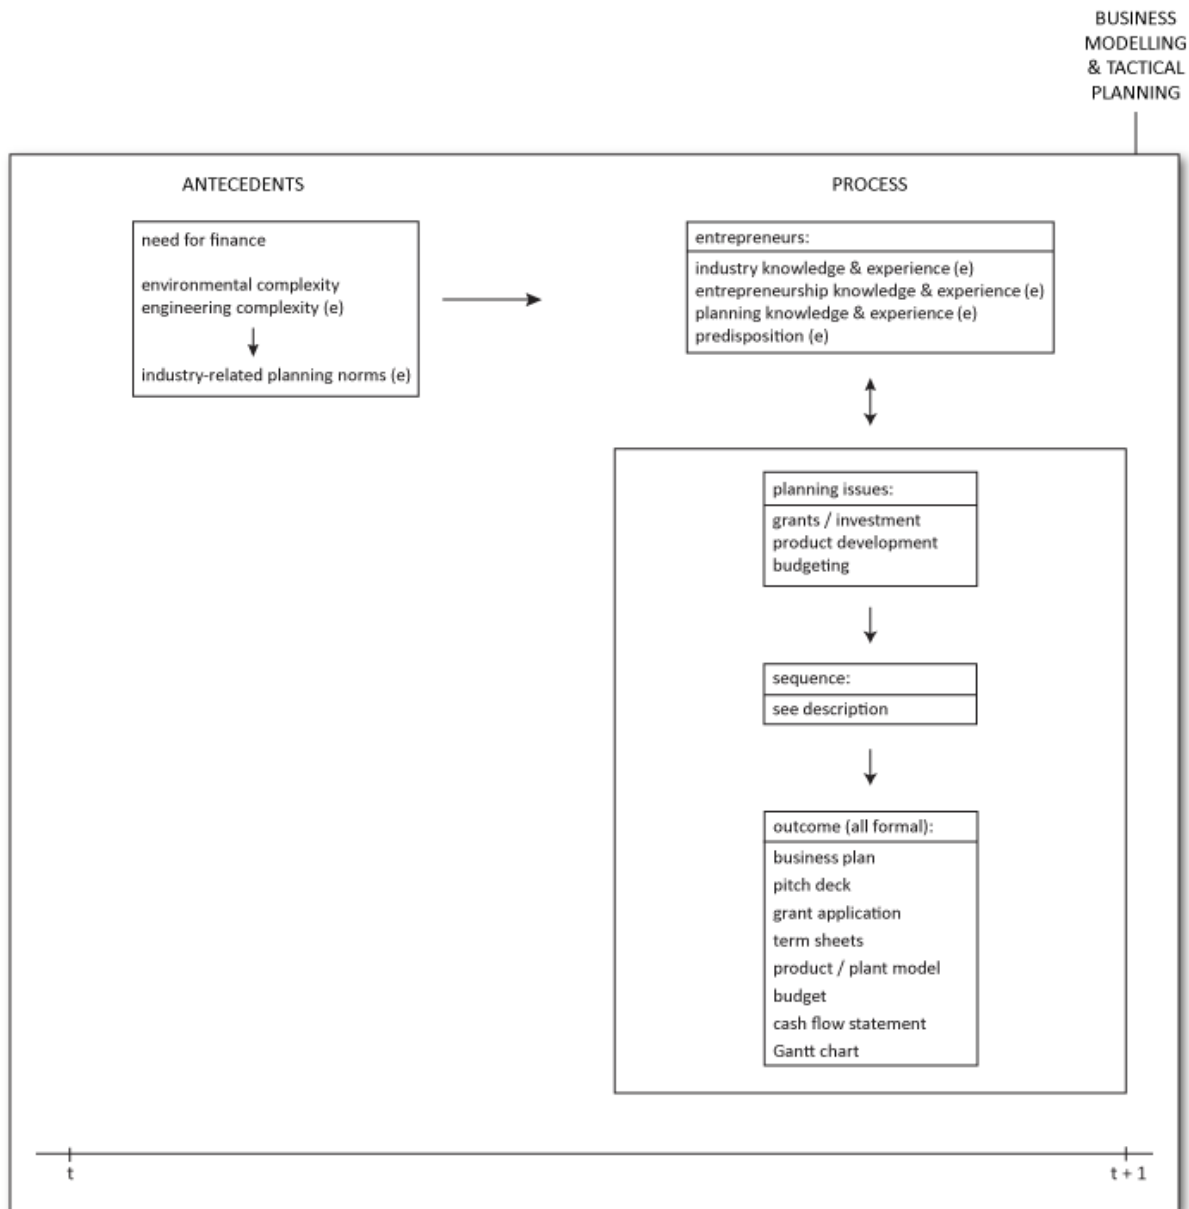 BUSINESS
MODELLING
& TACTICAL
PLANNING
ANTECEDENTS
need for finance
environmental complexity
engineering complexity (e)
industry-related planning norms (e)
PROCESS
entrepreneurs:
industry knowledge & experience (e)
entrepreneurship knowledge & experience (e)
planning knowledge & experience (e)
predisposition (e)
planning issues:
grants / investment
product development
budgeting
sequence:
see description
outcome (all formal):
business plan
pitch deck
grant application
term sheets
product / plant model
budget
cash flow statement
Gantt chart
t
t + 1